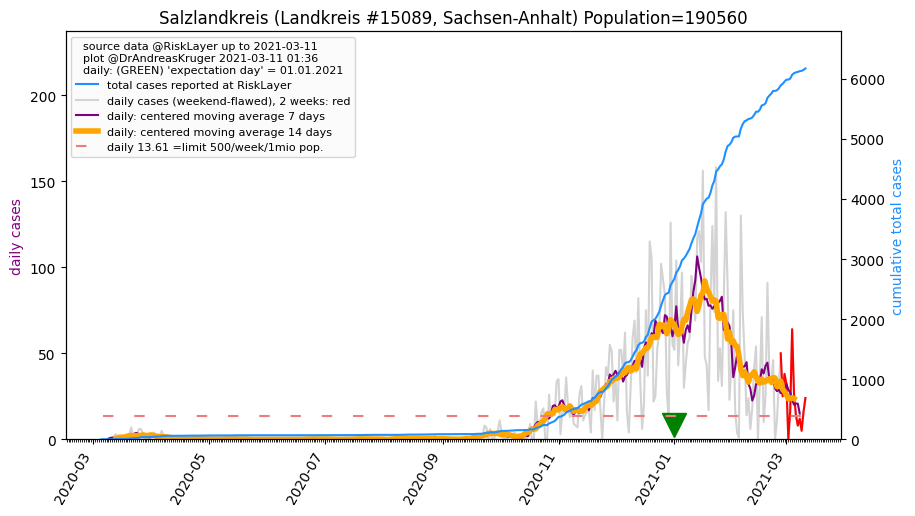 Salzlandkreis (Landkreis #15089, Sachsen-Anhalt) Population=190560
source data @RiskLayer up to 2021-03-11
plot @DrAndreasKruger 2021-03-11 01:36
daily: (GREEN) 'expectation day' = 01.01.2021
total cases reported at RiskLayer
daily cases (weekend-flawed), 2 weeks: red
daily: centered moving average 7 days
daily: centered moving average 14 days
daily 13.61 =limit 500/week/1mio pop.
daily cases
200
150
100
50
0
cumulative total cases
6000
5000
4000
3000
2000
1000
0
2020-03
2020-05
2020-07
2020-09
2020-11
2021-01
2021-03